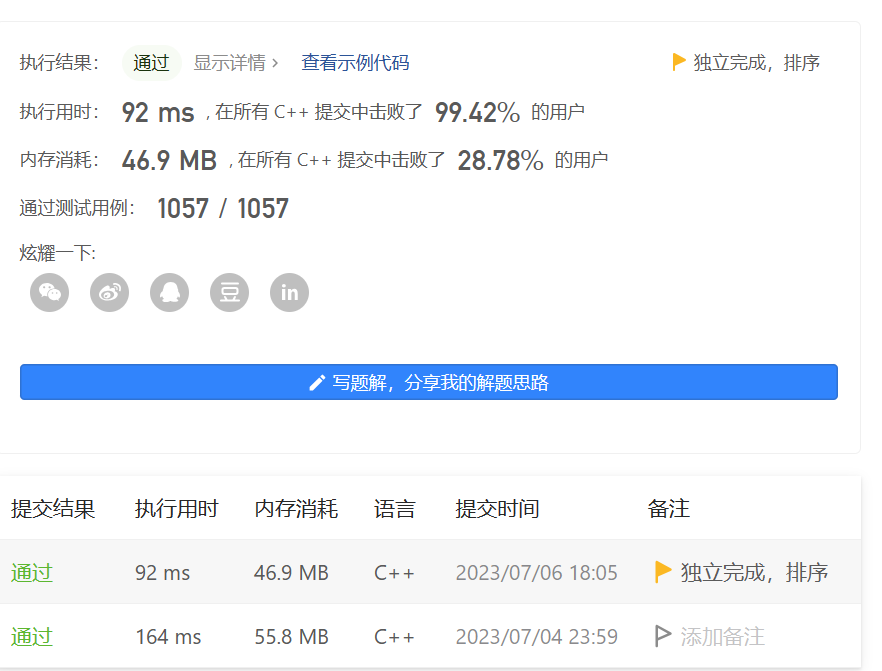 执行结果： 通过 显示详情 › 查看示例代码 独立完成，排序
执行用时： 92 ms , 在所有 C++ 提交中击败了 99.42% 的用户
内存消耗： 46.9 MB , 在所有 C++ 提交中击败了 28.78% 的用户
通过测试用例： 1057 / 1057
炫耀一下:
豆 in
写题解，分享我的解题思路
提交结果 执行用时 内存消耗 语言 提交时间 备注
通过 92 ms 46.9 MB C++ 2023/07/06 18:05 独立完成，排序
通过 164 ms 55.8 MB C++ 2023/07/04 23:59 添加备注